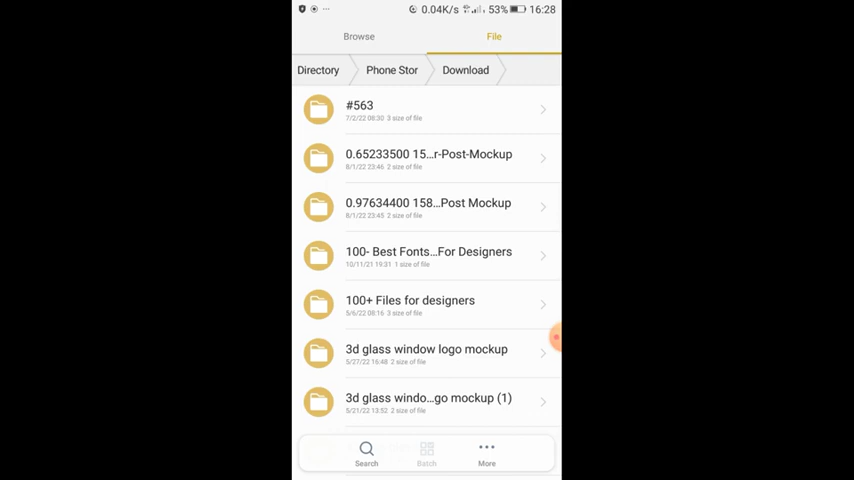 0.04K/s 53% 16:28
Browse File
Directory Phone Stor Download
#563
7/2/22 08:30 3 size of file
0.65233500 15...r-Post-Mockup
8/1/22 23:46 2 size of file
0.97634400 158...Post Mockup
8/1/22 23:45 2 size of file
100- Best Fonts...For Designers
10/11/21 19:31 1 size of file
100+ Files for designers
5/6/22 08:16 3 size of file
3d glass window logo mockup
5/27/22 16:48 2 size of file
3d glass windo...go mockup (1)
5/21/22 13:52 2 size of file
Search Batch More